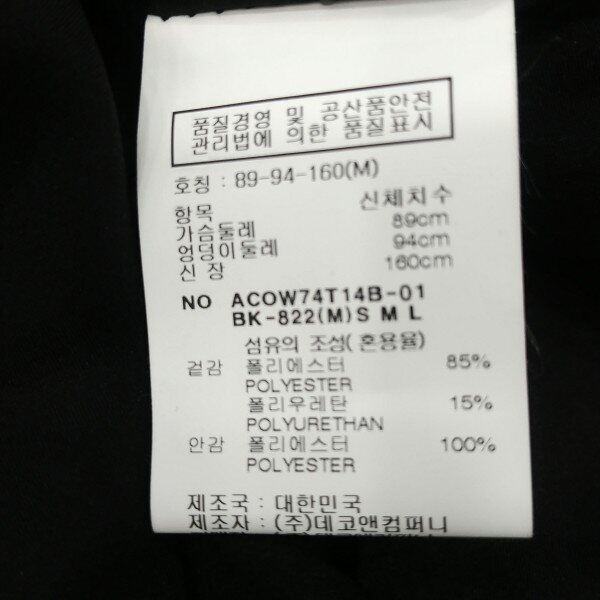 품질경영 및 공산품안전
관리법에 의한 품질표시
호칭 : 89-94-160(M)
항목 신체치수
가슴둘레 89cm
엉덩이둘레 94cm
신 장 160cm
NO ACOW74T14B-01
BK-822(M)S M L
섬유의 조성( 혼용율)
겉감 폴리에스터 85%
POLYESTER
폴리우레탄 15%
POLYURETHAN
안감 폴리에스터 100%
POLYESTER
제조국 : 대한민국
제조자 : (주)데코앤컴퍼니